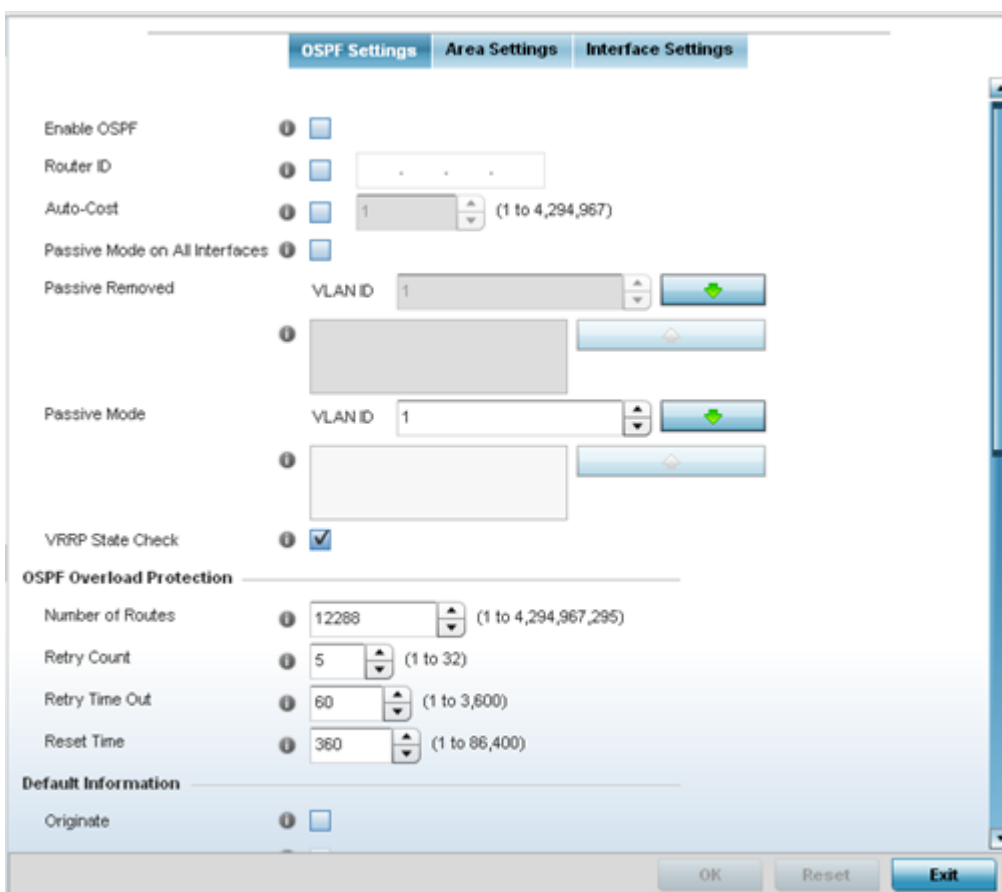 OSPF Settings Area Settings Interface Settings
Enable OSPF
Router ID . . .
Auto-Cost 1 (1 to 4,294,967)
Passive Mode on All Interfaces
Passive Removed VLAN ID 1
Passive Mode VLAN ID 1
VRRP State Check
OSPF Overload Protection
Number of Routes 12288 (1 to 4,294,967,295)
Retry Count 5 (1 to 32)
Retry Time Out 60 (1 to 3,600)
Reset Time 360 (1 to 86,400)
Default Information
Originate
OK Reset Exit